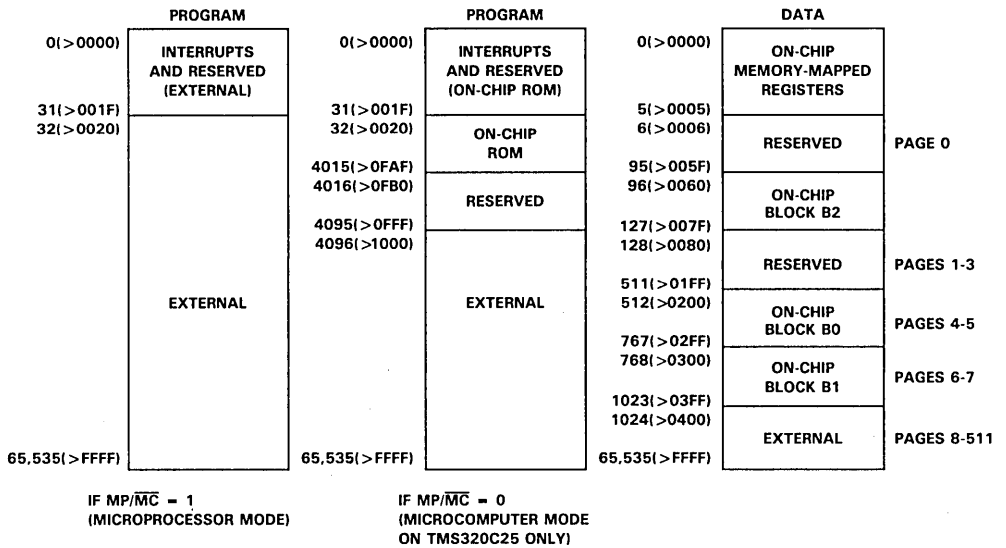 PROGRAM
0(>0000)
INTERRUPTS
AND RESERVED
(EXTERNAL)
31(>001F)
32(>0020)
EXTERNAL
65,535(>FFFF)
IF MP/M̅C̅ = 1
(MICROPROCESSOR MODE)
PROGRAM
0(>0000)
INTERRUPTS
AND RESERVED
(ON-CHIP ROM)
31(>001F)
32(>0020)
ON-CHIP
ROM
4015(>0FAF)
4016(>0FB0)
RESERVED
4095(>0FFF)
4096(>1000)
EXTERNAL
65,535(>FFFF)
IF MP/M̅C̅ = 0
(MICROCOMPUTER MODE
ON TMS320C25 ONLY)
DATA
0(>0000)
ON-CHIP
MEMORY-MAPPED
REGISTERS
5(>0005)
6(>0006)
RESERVED
PAGE 0
95(>005F)
96(>0060)
ON-CHIP
BLOCK B2
127(>007F)
128(>0080)
RESERVED
PAGES 1-3
511(>01FF)
512(>0200)
ON-CHIP
BLOCK B0
PAGES 4-5
767(>02FF)
768(>0300)
ON-CHIP
BLOCK B1
PAGES 6-7
1023(>03FF)
1024(>0400)
EXTERNAL
PAGES 8-511
65,535(>FFFF)